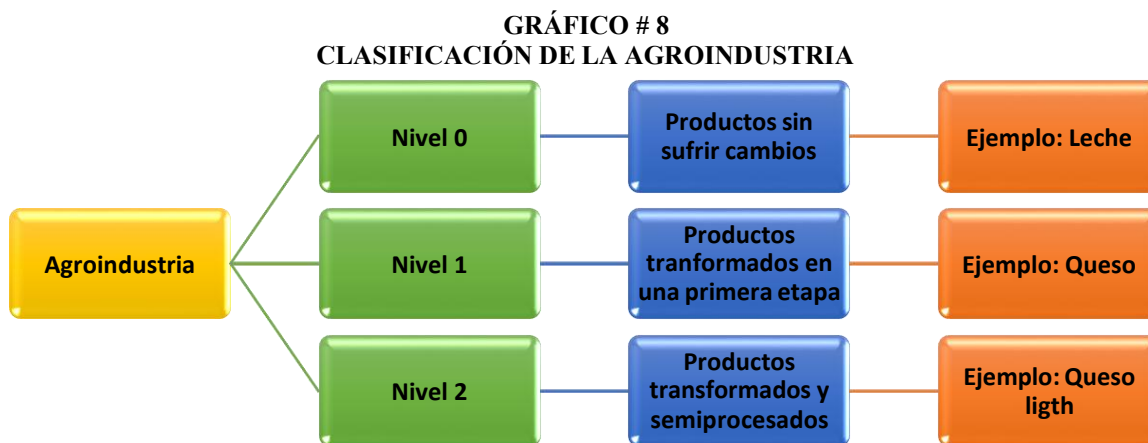 GRÁFICO # 8
CLASIFICACIÓN DE LA AGROINDUSTRIA
Agroindustria
Nivel 0
Productos sin
sufrir cambios
Ejemplo: Leche
Nivel 1
Productos
tranformados en
una primera etapa
Ejemplo: Queso
Nivel 2
Productos
transformados y
semiprocesados
Ejemplo: Queso
ligth